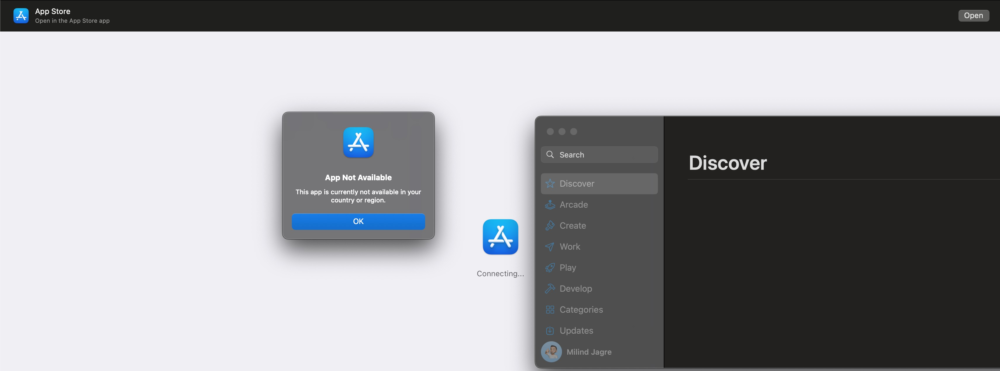 App Store
Open in the App Store app
Open
App Not Available
This app is currently not available in your
country or region.
OK
Connecting...
Search
Discover
Arcade
Create
Work
Play
Develop
Categories
Updates
Milind Jagre
Discover